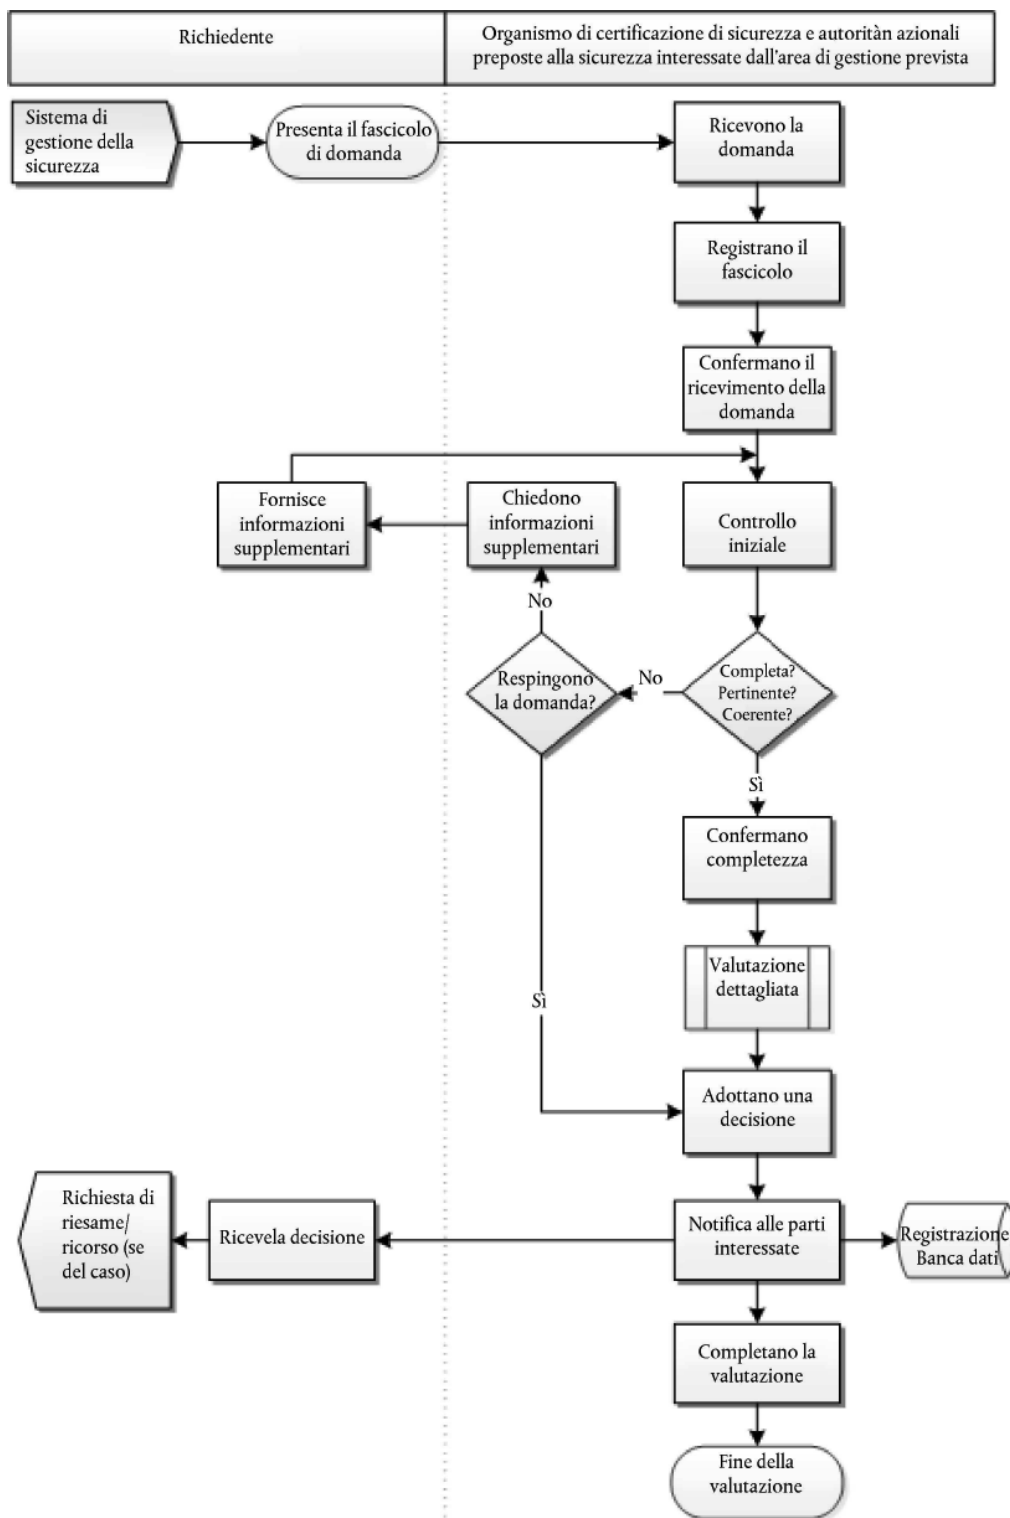 Richiedente
Organismo di certificazione di sicurezza e autoritàn azionali
preposte alla sicurezza interessate dall'area di gestione prevista
Sistema di
gestione della
sicurezza
Presenta il fascicolo
di domanda
Ricevono la
domanda
Registrano il
fascicolo
Confermano il
ricevimento della
domanda
Fornisce
informazioni
supplementari
Chiedono
informazioni
supplementari
Controllo
iniziale
No
Respingono
la domanda?
No
Completa?
Pertinente?
Coerente?
Sì
Confermano
completezza
Valutazione
dettagliata
Sì
Adottano una
decisione
Richiesta di
riesame/
ricorso (se
del caso)
Ricevela decisione
Notifica alle parti
interessate
Registrazione
Banca dati
Completano la
valutazione
Fine della
valutazione